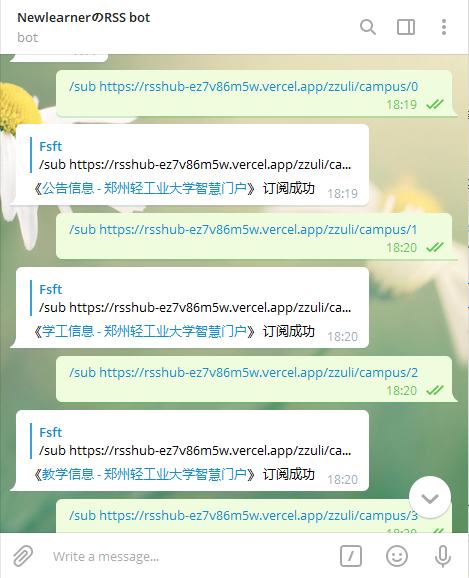 NewlearnerのRSS bot
bot
/sub https://rsshub-ez7v86m5w.vercel.app/zzuli/campus/0
18:19
Fsft
/sub https://rsshub-ez7v86m5w.vercel.app/zzuli/ca...
《公告信息 - 郑州轻工业大学智慧门户》 订阅成功
18:19
/sub https://rsshub-ez7v86m5w.vercel.app/zzuli/campus/1
18:20
Fsft
/sub https://rsshub-ez7v86m5w.vercel.app/zzuli/ca...
《学工信息 - 郑州轻工业大学智慧门户》 订阅成功
18:20
/sub https://rsshub-ez7v86m5w.vercel.app/zzuli/campus/2
18:20
Fsft
/sub https://rsshub-ez7v86m5w.vercel.app/zzuli/ca...
《教学信息 - 郑州轻工业大学智慧门户》 订阅成功
18:20
/sub https://rsshub-ez7v86m5w.vercel.app/zzuli/campus/3
Write a message...